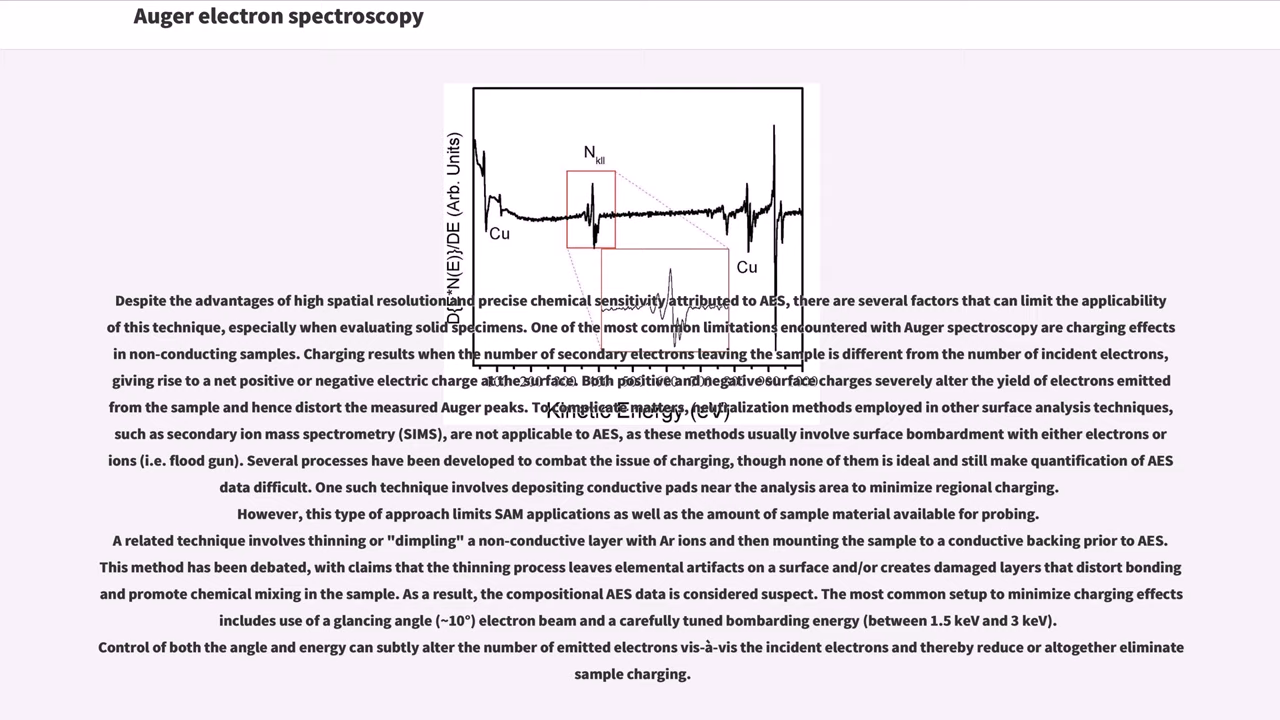 Auger electron spectroscopy
D{E*N(E)}/DE (Arb. Units)
N
kll
Cu
Cu
Despite the advantages of high spatial resolution and precise chemical sensitivity attributed to AES, there are several factors that can limit the applicability
of this technique, especially when evaluating solid specimens. One of the most common limitations encountered with Auger spectroscopy are charging effects
in non-conducting samples. Charging results when the number of secondary electrons leaving the sample is different from the number of incident electrons,
giving rise to a net positive or negative electric charge at the surface. Both positive and negative surface charges severely alter the yield of electrons emitted
from the sample and hence distort the measured Auger peaks. To complicate matters, neutralization methods employed in other surface analysis techniques,
Kinetic Energy (eV)
such as secondary ion mass spectrometry (SIMS), are not applicable to AES, as these methods usually involve surface bombardment with either electrons or
ions (i.e. flood gun). Several processes have been developed to combat the issue of charging, though none of them is ideal and still make quantification of AES
data difficult. One such technique involves depositing conductive pads near the analysis area to minimize regional charging.
However, this type of approach limits SAM applications as well as the amount of sample material available for probing.
A related technique involves thinning or "dimpling" a non-conductive layer with Ar ions and then mounting the sample to a conductive backing prior to AES.
This method has been debated, with claims that the thinning process leaves elemental artifacts on a surface and/or creates damaged layers that distort bonding
and promote chemical mixing in the sample. As a result, the compositional AES data is considered suspect. The most common setup to minimize charging effects
includes use of a glancing angle (~10°) electron beam and a carefully tuned bombarding energy (between 1.5 keV and 3 keV).
Control of both the angle and energy can subtly alter the number of emitted electrons vis-à-vis the incident electrons and thereby reduce or altogether eliminate
sample charging.